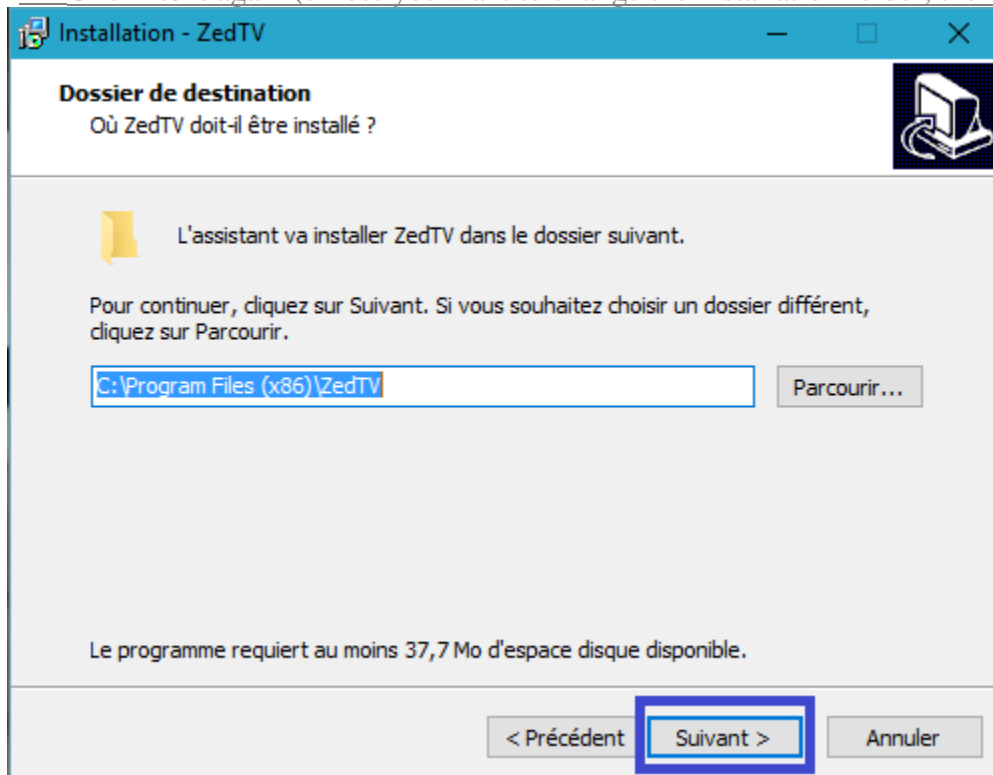 Installation - ZedTV
Dossier de destination
Où ZedTV doit-il être installé ?
L'assistant va installer ZedTV dans le dossier suivant.
Pour continuer, cliquez sur Suivant. Si vous souhaitez choisir un dossier différent,
cliquez sur Parcourir.
C:\Program Files (x86)\ZedTV
Parcourir...
Le programme requiert au moins 37,7 Mo d'espace disque disponible.
< Précédent
Suivant >
Annuler